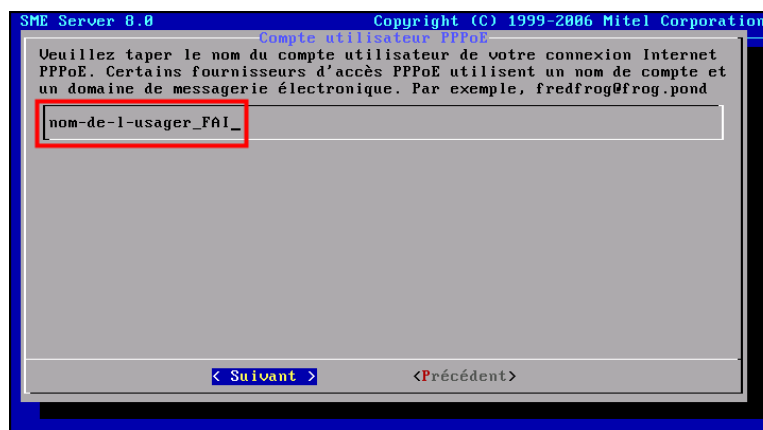 SME Server 8.0 Copyright (C) 1999-2006 Mitel Corporation
Compte utilisateur PPPoE
Veuillez taper le nom du compte utilisateur de votre connexion Internet
PPPoE. Certains fournisseurs d'accès PPPoE utilisent un nom de compte et
un domaine de messagerie électronique. Par exemple, fredfrog@frog.pond
nom-de-l-usager_FAI_
< Suivant > <Précédent>